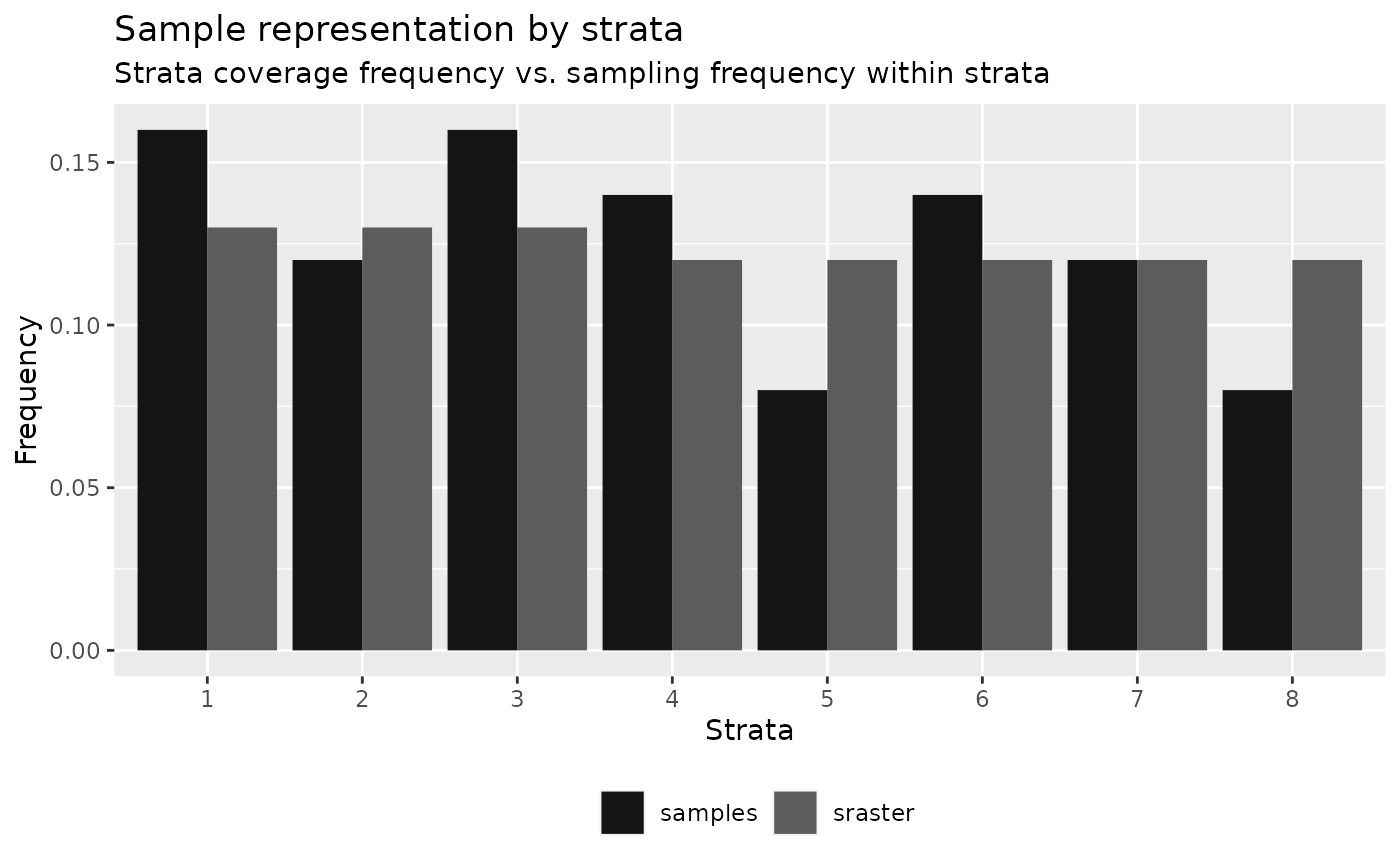 Sample representation by strata
Strata coverage frequency vs. sampling frequency within strata
0.15
0.10
0.05
0.00
Frequency
1 2 3 4 5 6 7 8
Strata
samples sraster